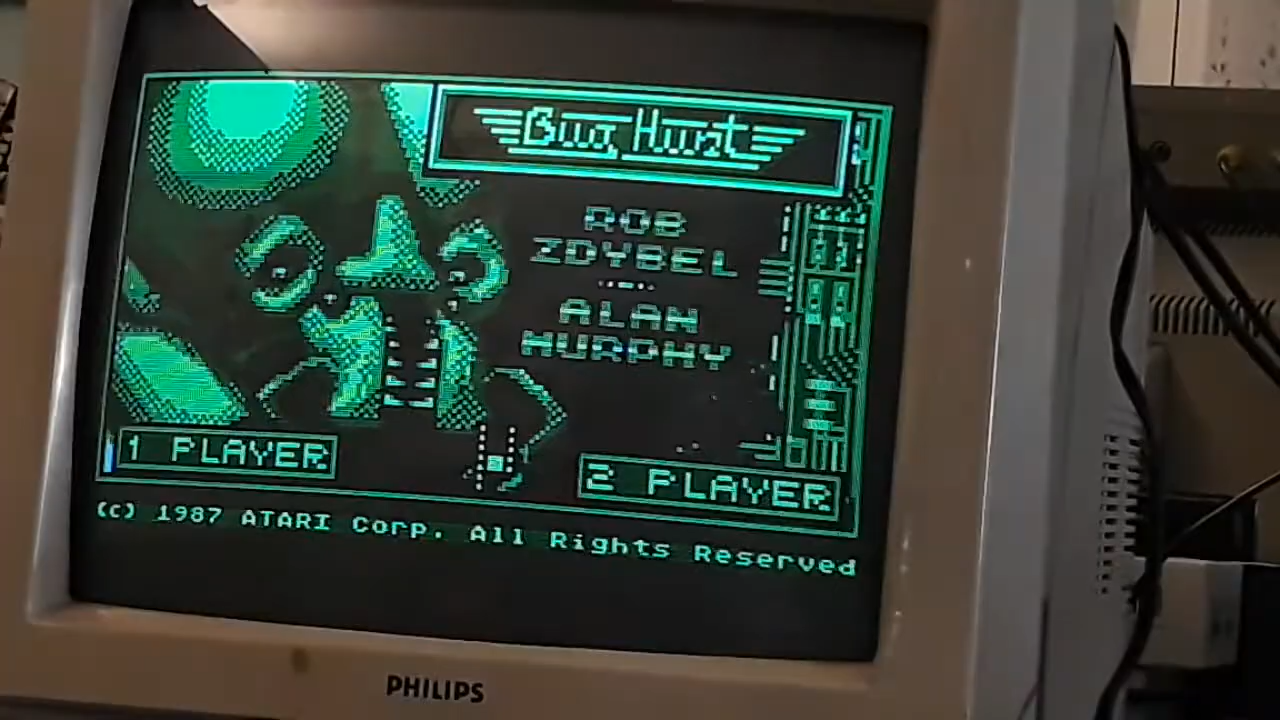 Bug Hunt
ROB
ZDYBEL
ALAN
MURPHY
1 PLAYER
2 PLAYER
(c) 1987 ATARI Corp. All Rights Reserved
PHILIPS